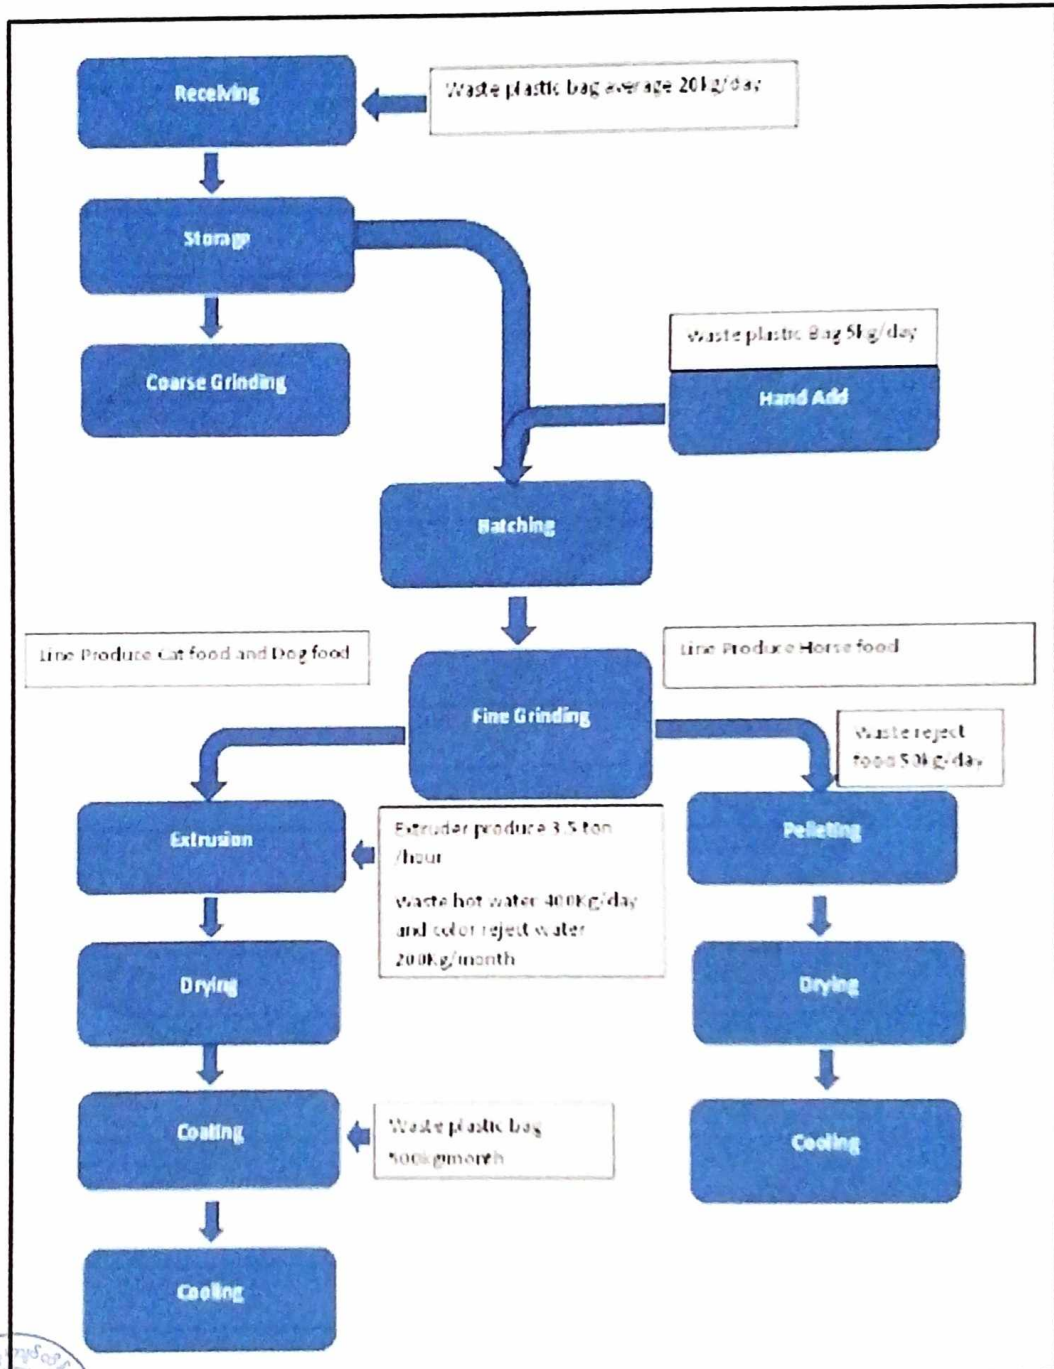 Receiving
Waste plastic bag average 20kg/day
Storage
Coarse Grinding
Waste plastic Bag 5kg/day
Hand Add
Batching
Line Produce Cat food and Dog food
Line Produce Horse food
Fine Grinding
Waste reject
food 50kg/day
Extrusion
Extruder produce 3.5 ton
/hour
Waste hot water 400Kg/day
and color reject water
200Kg/month
Pelleting
Drying
Drying
Coating
Waste plastic bag
500kg/month
Cooling
Cooling